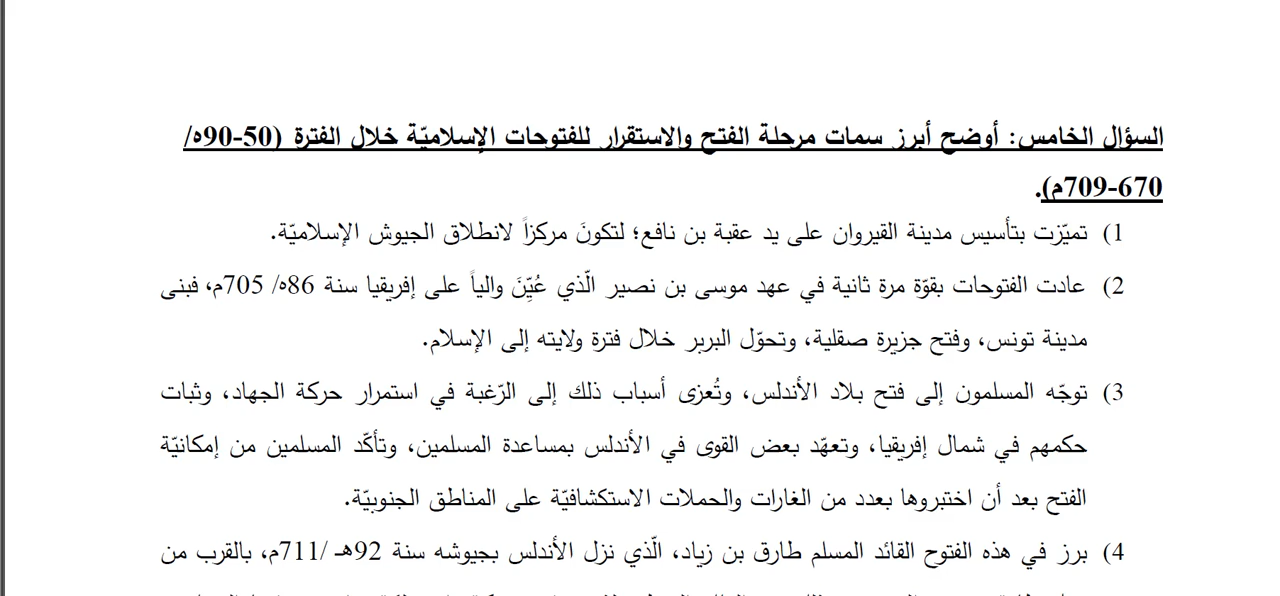 السؤال الخامس: أوضح أبرز سمات مرحلة الفتح والاستقرار للفتوحات الإسلاميّة خلال الفترة (50-90ه/
670-709م).
1) تميّزت بتأسيس مدينة القيروان على يد عقبة بن نافع؛ لتكونَ مركزاً لانطلاق الجيوش الإسلاميّة.
2) عادت الفتوحات بقوّة مرة ثانية في عهد موسى بن نصير الّذي عُيِّنَ والياً على إفريقيا سنة 86ه/ 705م، فبنى
مدينة تونس، وفتح جزيرة صقلية، وتحوّل البربر خلال فترة ولايته إلى الإسلام.
3) توجّه المسلمون إلى فتح بلاد الأندلس، وتُعزى أسباب ذلك إلى الرّغبة في استمرار حركة الجهاد، وثبات
حكمهم في شمال إفريقيا، وتعهّد بعض القوى في الأندلس بمساعدة المسلمين، وتأكّد المسلمين من إمكانيّة
الفتح بعد أن اختبروها بعدد من الغارات والحملات الاستكشافيّة على المناطق الجنوبيّة.
4) برز في هذه الفتوح القائد المسلم طارق بن زياد، الّذي نزل الأندلس بجيوشه سنة 92هـ /711م، بالقرب من